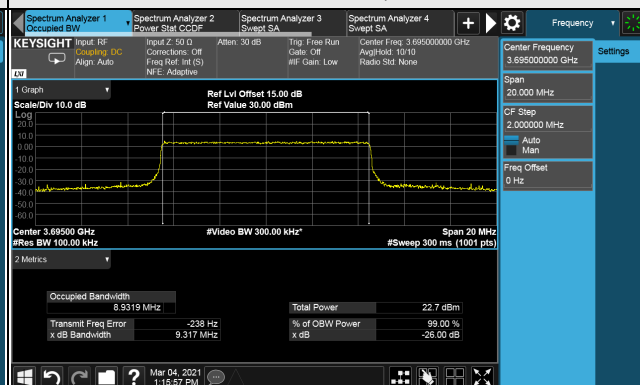 Spectrum Analyzer 1
Occupied BW
Spectrum Analyzer 2
Power Stat CCDF
Spectrum Analyzer 3
Swept SA
Spectrum Analyzer 4
Swept SA
Frequency
KEYSIGHT
Input: RF
Coupling: DC
Align: Auto
Input Z: 50 Ω
Corrections: Off
Freq Ref: Int (S)
NFE: Adaptive
Atten: 30 dB
Trig: Free Run
Gate: Off
#IF Gain: Low
Center Freq: 3.695000000 GHz
Avg|Hold: 10/10
Radio Std: None
LXI
Center Frequency
3.695000000 GHz
Settings
Span
20.000 MHz
CF Step
2.000000 MHz
Auto
Man
Freq Offset
0 Hz
1 Graph
Scale/Div 10.0 dB
Ref Lvl Offset 15.00 dB
Ref Value 30.00 dBm
Log
20.0
10.0
0.00
-10.0
-20.0
-30.0
-40.0
-50.0
-60.0
Center 3.69500 GHz
#Res BW 100.00 kHz
#Video BW 300.00 kHz*
Span 20 MHz
#Sweep 300 ms (1001 pts)
2 Metrics
Occupied Bandwidth
8.9319 MHz
Total Power 22.7 dBm
Transmit Freq Error -238 Hz
% of OBW Power 99.00 %
x dB Bandwidth 9.317 MHz
x dB -26.00 dB
Mar 04, 2021
1:15:57 PM